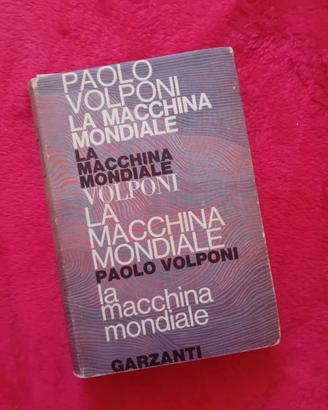 PAOLO
VOLPONI
LA MACCHINA
MONDIALE
LA
MACCHINA
MONDIALE
VOLPONI
LA
MACCHINA
MONDIALE
PAOLO VOLPONI
la
macchina
mondiale
GARZANTI